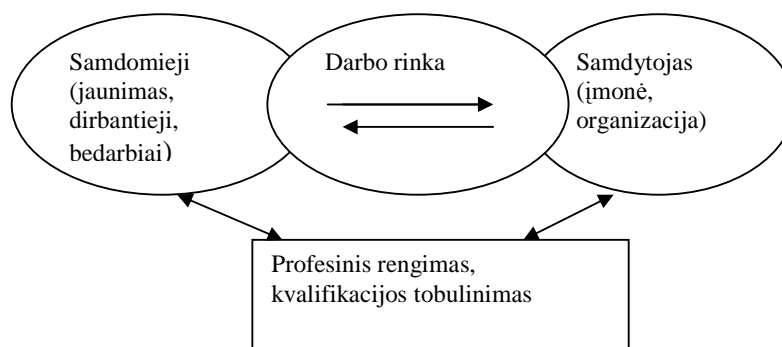 Samdomieji
(jaunimas,
dirbantieji,
bedarbiai)
Darbo rinka
Samdytojas
(įmonė,
organizacija)
Profesinis rengimas,
kvalifikacijos tobulinimas